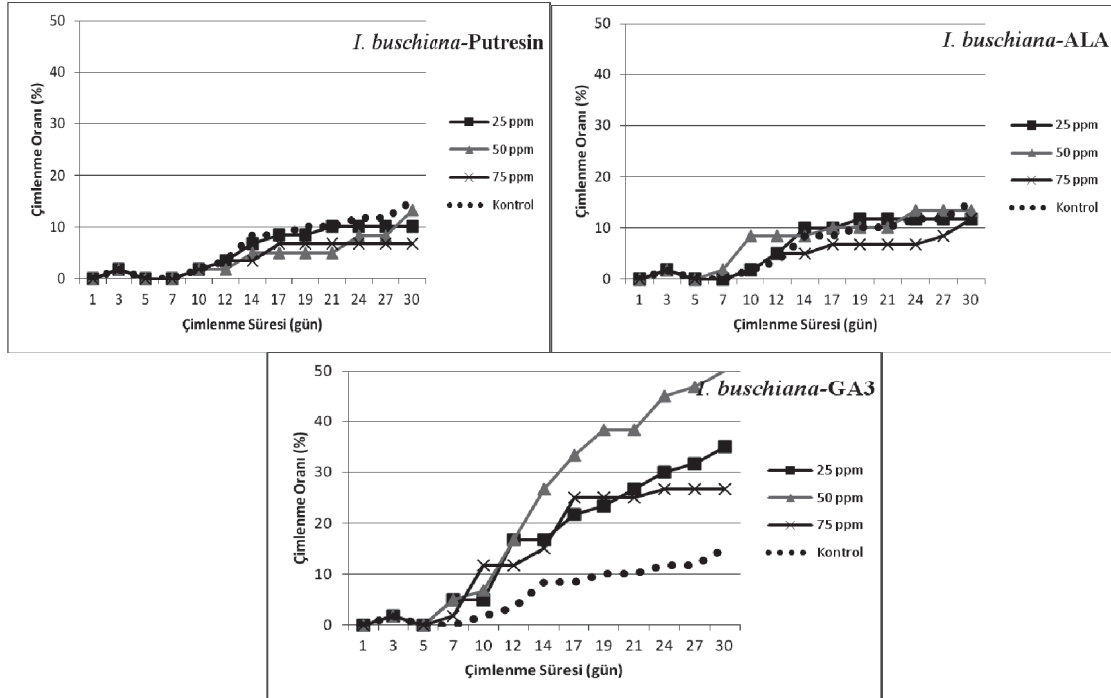 I. buschiana-Putresin
50
40
30
20
10
0
Çimlenme Oranı (%)
25 ppm
50 ppm
75 ppm
Kontrol
1 3 5 7 10 12 14 17 19 21 24 27 30
Çimlenme Süresi (gün)
I. buschiana-ALA
50
40
30
20
10
0
Çimlenme Oranı (%)
25 ppm
50 ppm
75 ppm
Kontrol
1 3 5 7 10 12 14 17 19 21 24 27 30
Çimlenme Süresi (gün)
I. buschiana-GA3
50
40
30
20
10
0
Çimlenme Oranı (%)
25 ppm
50 ppm
75 ppm
Kontrol
1 3 5 7 10 12 14 17 19 21 24 27 30
Çimlenme Süresi (gün)